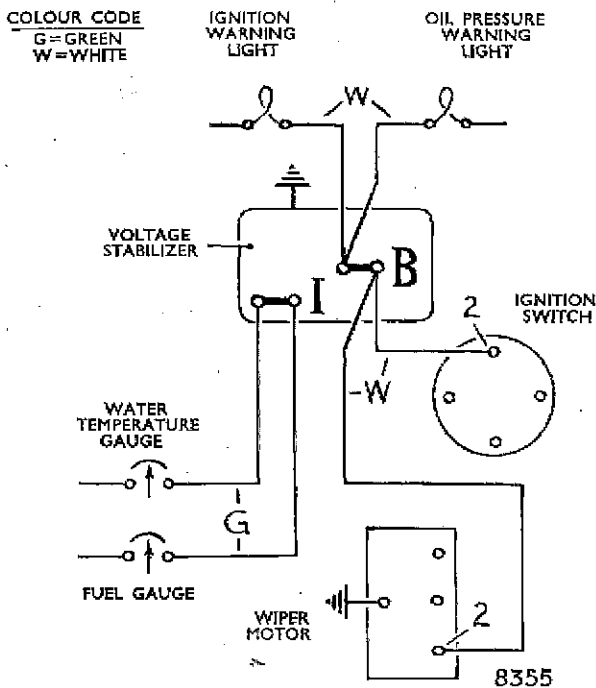 COLOUR CODE
G=GREEN
W=WHITE
IGNITION
WARNING
LIGHT
OIL PRESSURE
WARNING
LIGHT
W
VOLTAGE
STABILIZER
B
I
2
IGNITION
SWITCH
W
WATER
TEMPERATURE
GAUGE
G
FUEL GAUGE
WIPER
MOTOR
2
8355